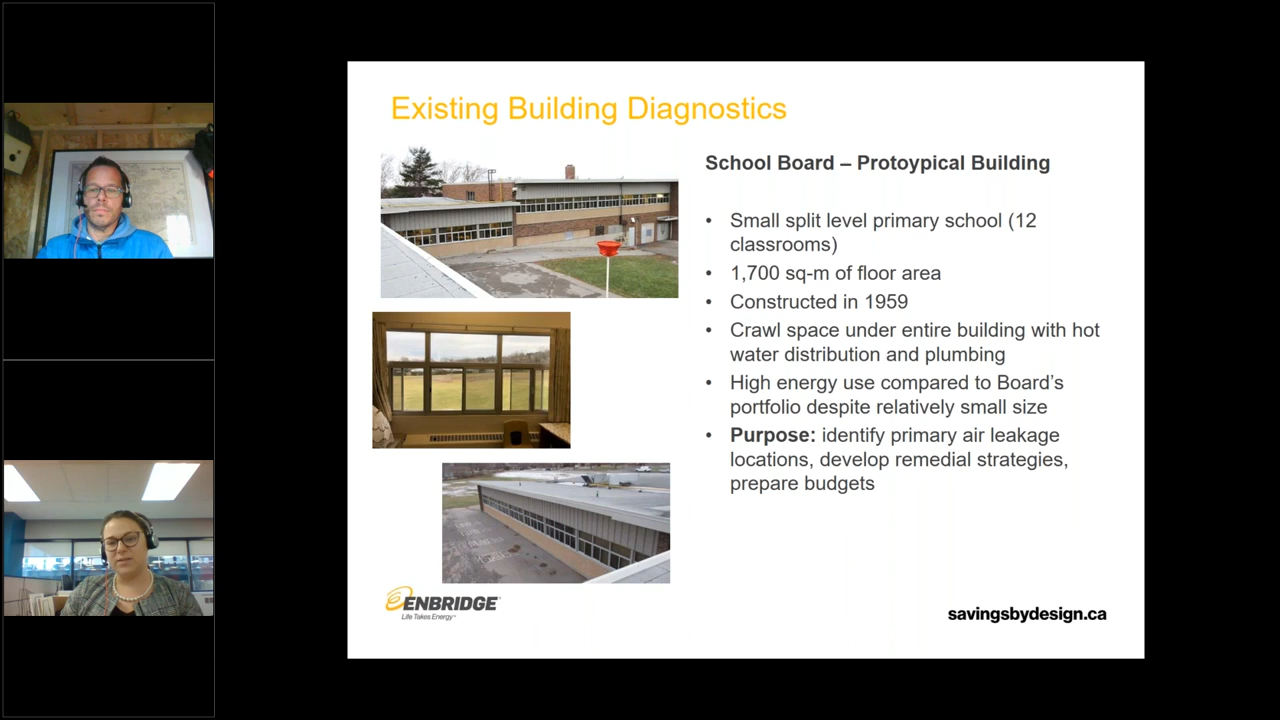 Existing Building Diagnostics
School Board – Protoypical Building
• Small split level primary school (12
classrooms)
• 1,700 sq-m of floor area
• Constructed in 1959
• Crawl space under entire building with hot
water distribution and plumbing
• High energy use compared to Board’s
portfolio despite relatively small size
• Purpose: identify primary air leakage
locations, develop remedial strategies,
prepare budgets
ENBRIDGE
Life Takes Energy™
savingsbydesign.ca